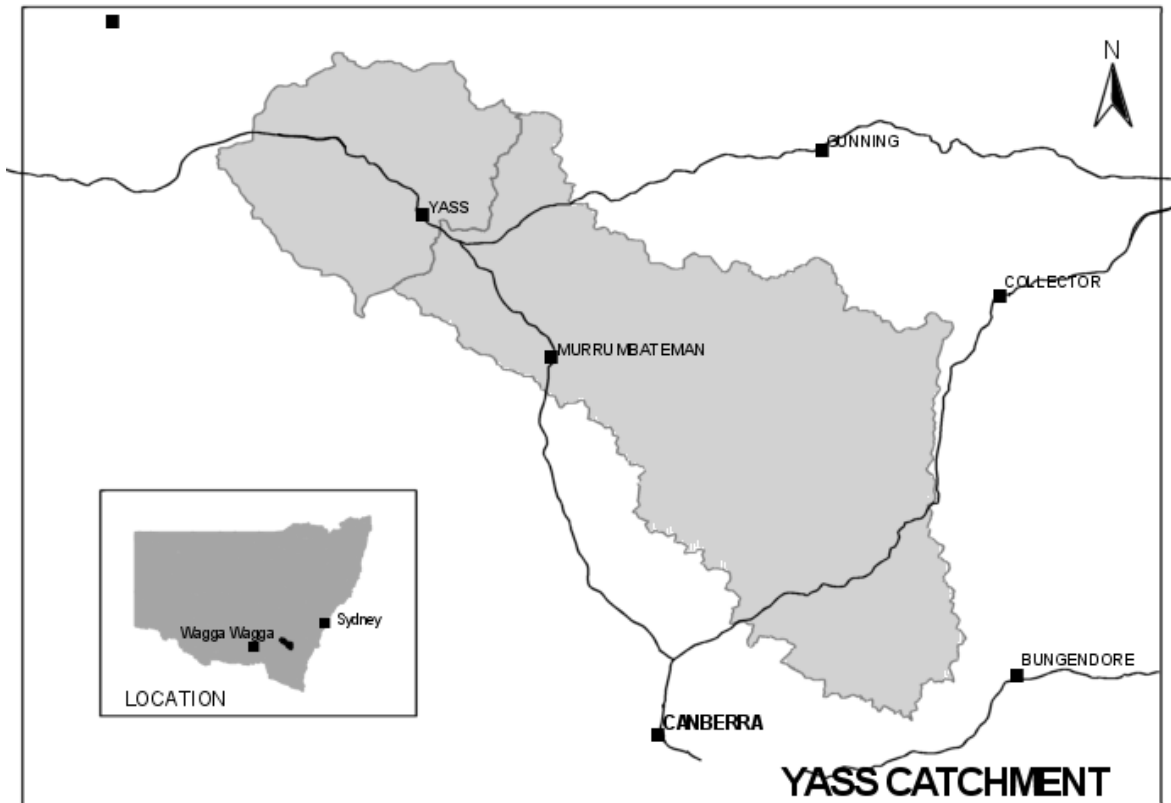 N
GUNNING
YASS
COLLECTOR
MURRUMBATEMAN
Sydney
Wagga Wagga
BUNGENDORE
LOCATION
CANBERRA
YASS CATCHMENT